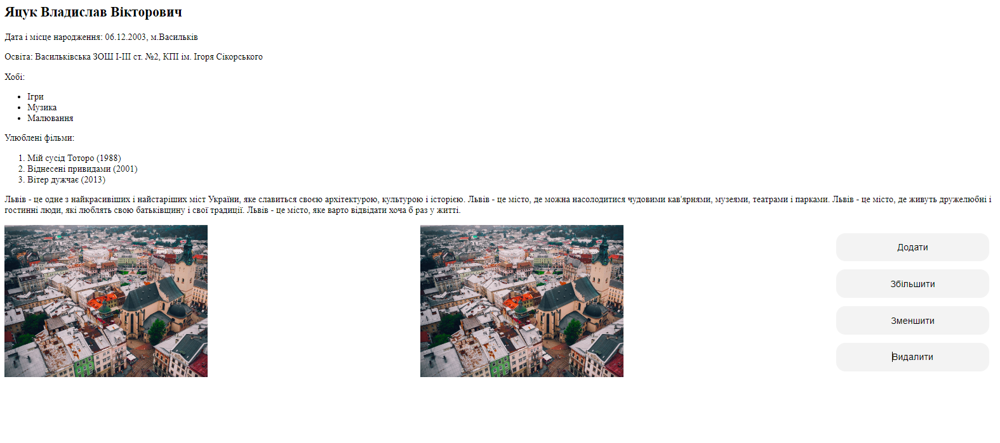 Яцук Владислав Вікторович
Дата і місце народження: 06.12.2003, м.Васильків
Освіта: Васильківська ЗОШ І-ІІІ ст. №2, КПІ ім. Ігоря Сікорського
Хобі:
• Ігри
• Музика
• Малювання
Улюблені фільми:
1. Мій сусід Тоторо (1988)
2. Віднесені привидами (2001)
3. Вітер дужчає (2013)
Львів - це одне з найкрасивіших і найстаріших міст України, яке славиться своєю архітектурою, культурою і історією. Львів - це місто, де можна насолодитися чудовими кав'ярнями, музеями, театрами і парками. Львів - це місто, де живуть дружелюбні і
гостинні люди, які люблять свою батьківщину і свої традиції. Львів - це місто, яке варто відвідати хоча б раз у житті.
Додати
Збільшити
Зменшити
Видалити